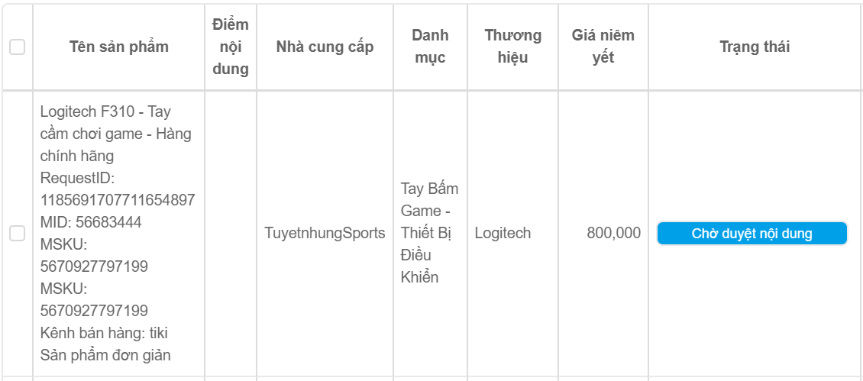 Tên sản phẩm
Điểm
nội
dung
Nhà cung cấp
Danh
mục
Thương
hiệu
Giá niêm
yết
Trạng thái
Logitech F310 - Tay
cầm chơi game - Hàng
chính hãng
RequestID:
1185691707711654897
MID: 56683444
MSKU:
5670927797199
MSKU:
5670927797199
Kênh bán hàng: tiki
Sản phẩm đơn giản
TuyetnhungSports
Tay Bấm
Game -
Thiết Bị
Điều
Khiển
Logitech
800,000
Chờ duyệt nội dung